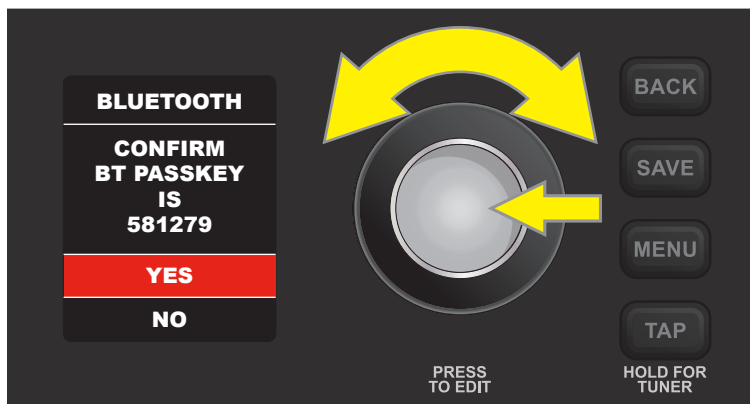 BLUETOOTH
CONFIRM
BT PASSKEY
IS
581279
YES
NO
PRESS
TO EDIT
BACK
SAVE
MENU
TAP
HOLD FOR
TUNER